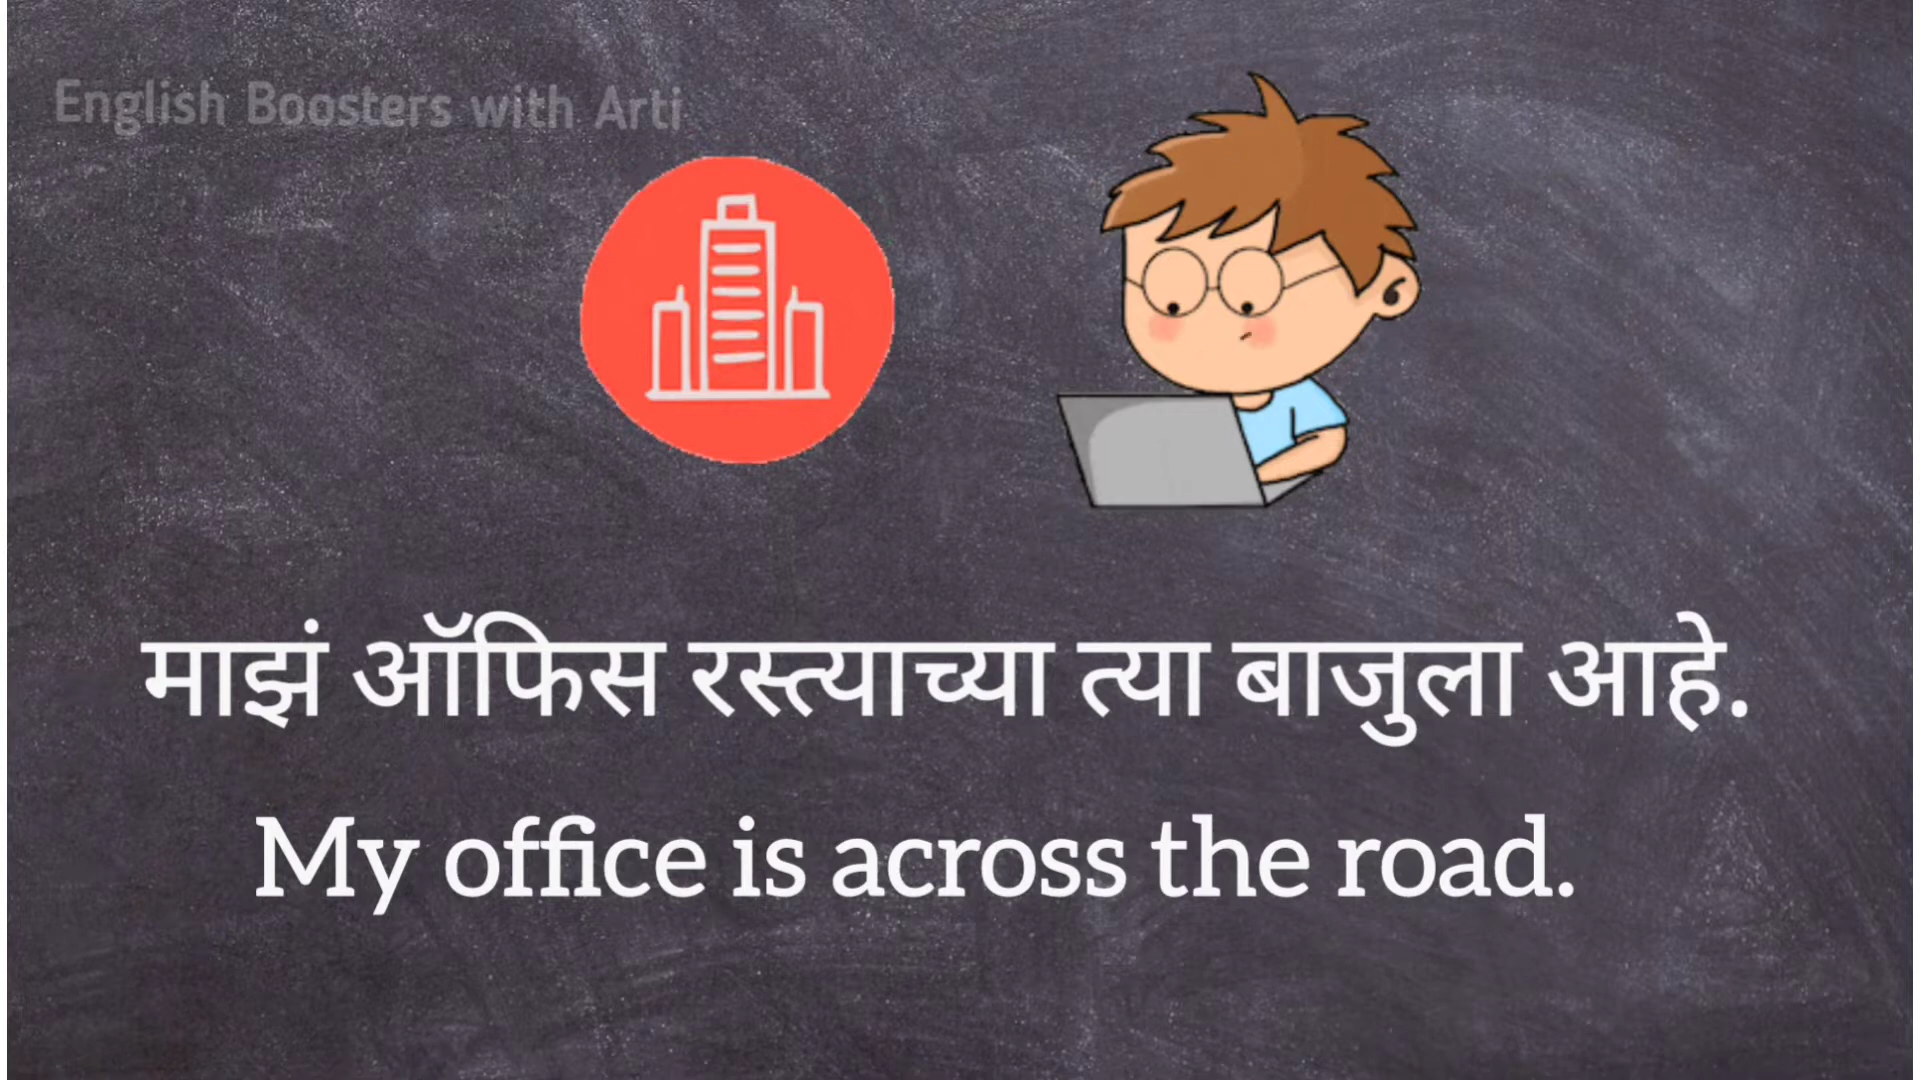 English Boosters with Arti
माझं ऑफिस रस्त्याच्या त्या बाजुला आहे.
My office is across the road.